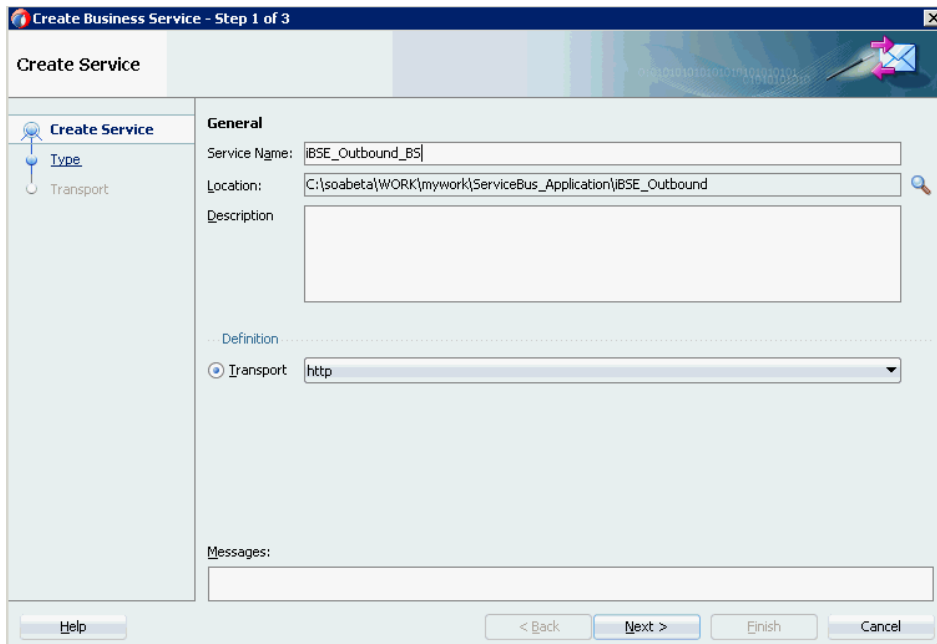 Create Business Service - Step 1 of 3
Create Service
Create Service
Type
Transport
General
Service Name: iBSE_Outbound_BS
Location: C:\soabeta\WORK\mywork\ServiceBus_Application\iBSE_Outbound
Description
Definition
Transport http
Messages:
Help < Back Next > Finish Cancel